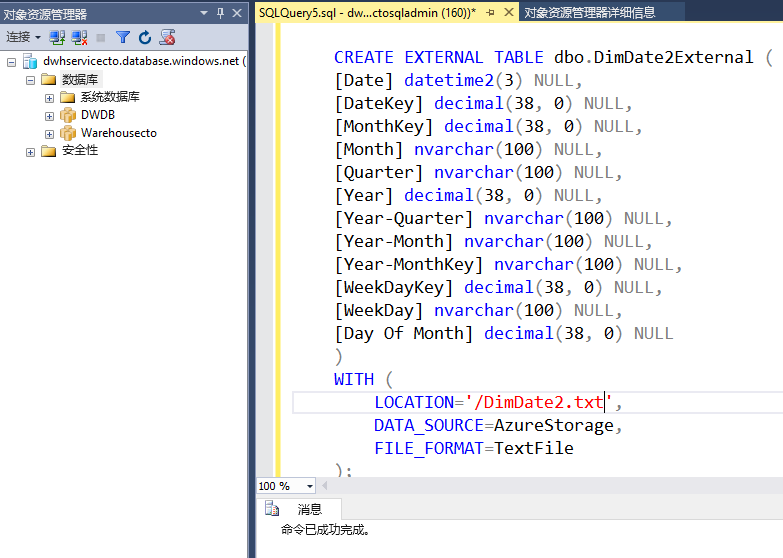 对象资源管理器
连接
dwhservicecto.database.windows.net (
数据库
系统数据库
DWDB
Warehousecto
安全性
SQLQuery5.sql - dw...ctosqladmin (160))*
对象资源管理器详细信息
CREATE EXTERNAL TABLE dbo.DimDate2External (
[Date] datetime2(3) NULL,
[DateKey] decimal(38, 0) NULL,
[MonthKey] decimal(38, 0) NULL,
[Month] nvarchar(100) NULL,
[Quarter] nvarchar(100) NULL,
[Year] decimal(38, 0) NULL,
[Year-Quarter] nvarchar(100) NULL,
[Year-Month] nvarchar(100) NULL,
[Year-MonthKey] nvarchar(100) NULL,
[WeekDayKey] decimal(38, 0) NULL,
[WeekDay] nvarchar(100) NULL,
[Day Of Month] decimal(38, 0) NULL
)
WITH (
LOCATION='/DimDate2.txt',
DATA_SOURCE=AzureStorage,
FILE_FORMAT=TextFile
);
100 %
消息
命令已成功完成。